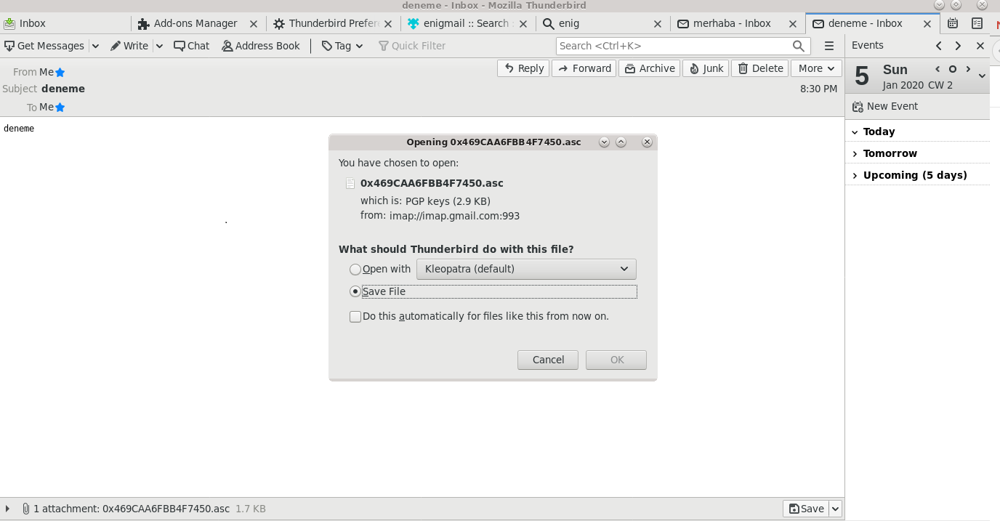 deneme - Inbox - Mozilla Thunderbird
Inbox Add-ons Manager Thunderbird Prefer enigmail :: Search enig merhaba - Inbox deneme - Inbox
Get Messages Write Chat Address Book Tag Quick Filter Search <Ctrl+K>
Events
From Me
Reply Forward Archive Junk Delete More
Subject deneme
8:30 PM
To Me
5 Sun
Jan 2020 CW 2
New Event
Today
Tomorrow
Upcoming (5 days)
deneme
Opening 0x469CAA6FBB4F7450.asc
You have chosen to open:
0x469CAA6FBB4F7450.asc
which is: PGP keys (2.9 KB)
from: imap://imap.gmail.com:993
What should Thunderbird do with this file?
Open with Kleopatra (default)
Save File
Do this automatically for files like this from now on.
Cancel OK
1 attachment: 0x469CAA6FBB4F7450.asc 1.7 KB
Save